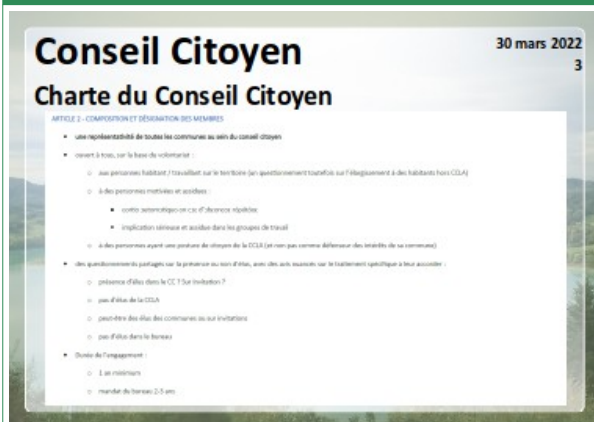 Conseil Citoyen
30 mars 2022
3
Charte du Conseil Citoyen
ARTICLE 2 - COMPOSITION ET DÉSIGNATION DES MEMBRES
une représentativité de toutes les communes au sein du conseil citoyen
ouvert à tous, sur la base du volontariat :
aux personnes habitant / travaillant sur le territoire (un questionnement toutefois sur l'élargissement à des habitants hors CCLA)
à des personnes motivées et assidues :
sortie automatique en cas d'absences répétées
implication sérieuse et assidue dans les groupes de travail
à des personnes ayant une posture de citoyen de la CCLA (et non pas comme défenseur des intérêts de sa commune)
des questionnements partagés sur la présence ou non d'élus, avec des avis nuancés sur le traitement spécifique à leur accorder :
présence d'élus dans le CC ? Sur invitation ?
pas d'élus de la CCLA
peut-être des élus des communes ou sur invitations
pas d'élus dans le bureau
Durée de l'engagement :
1 an minimum
mandat du bureau 2-3 ans